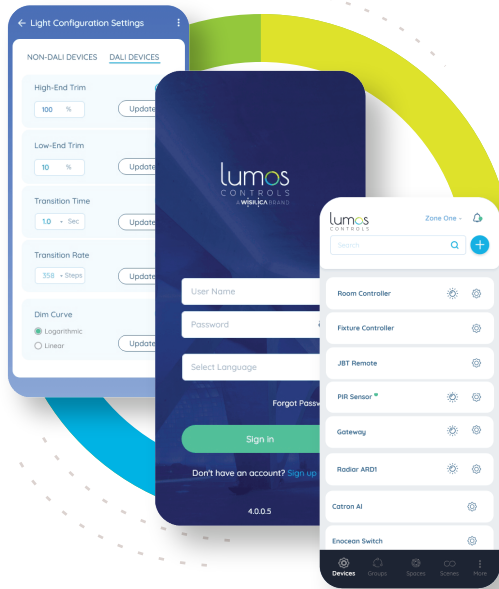 Light Configuration Settings
NON-DALI DEVICES
DALI DEVICES
High-End Trim
100 %
Update
Low-End Trim
10 %
Update
Transition Time
1.0 Sec
Update
Transition Rate
358 Steps
Update
Dim Curve
Logarithmic
Linear
Update
lumos
CONTROLS
A WISILICA BRAND
User Name
Password
Select Language
Forgot Passw
Sign in
Don't have an account? Sign up
4.0.0.5
lumos
CONTROLS
Zone One
Search
Room Controller
Fixture Controller
JBT Remote
PIR Sensor
Gateway
Radiar ARD1
Catron AI
Enocean Switch
Devices
Groups
Spaces
Scenes
More